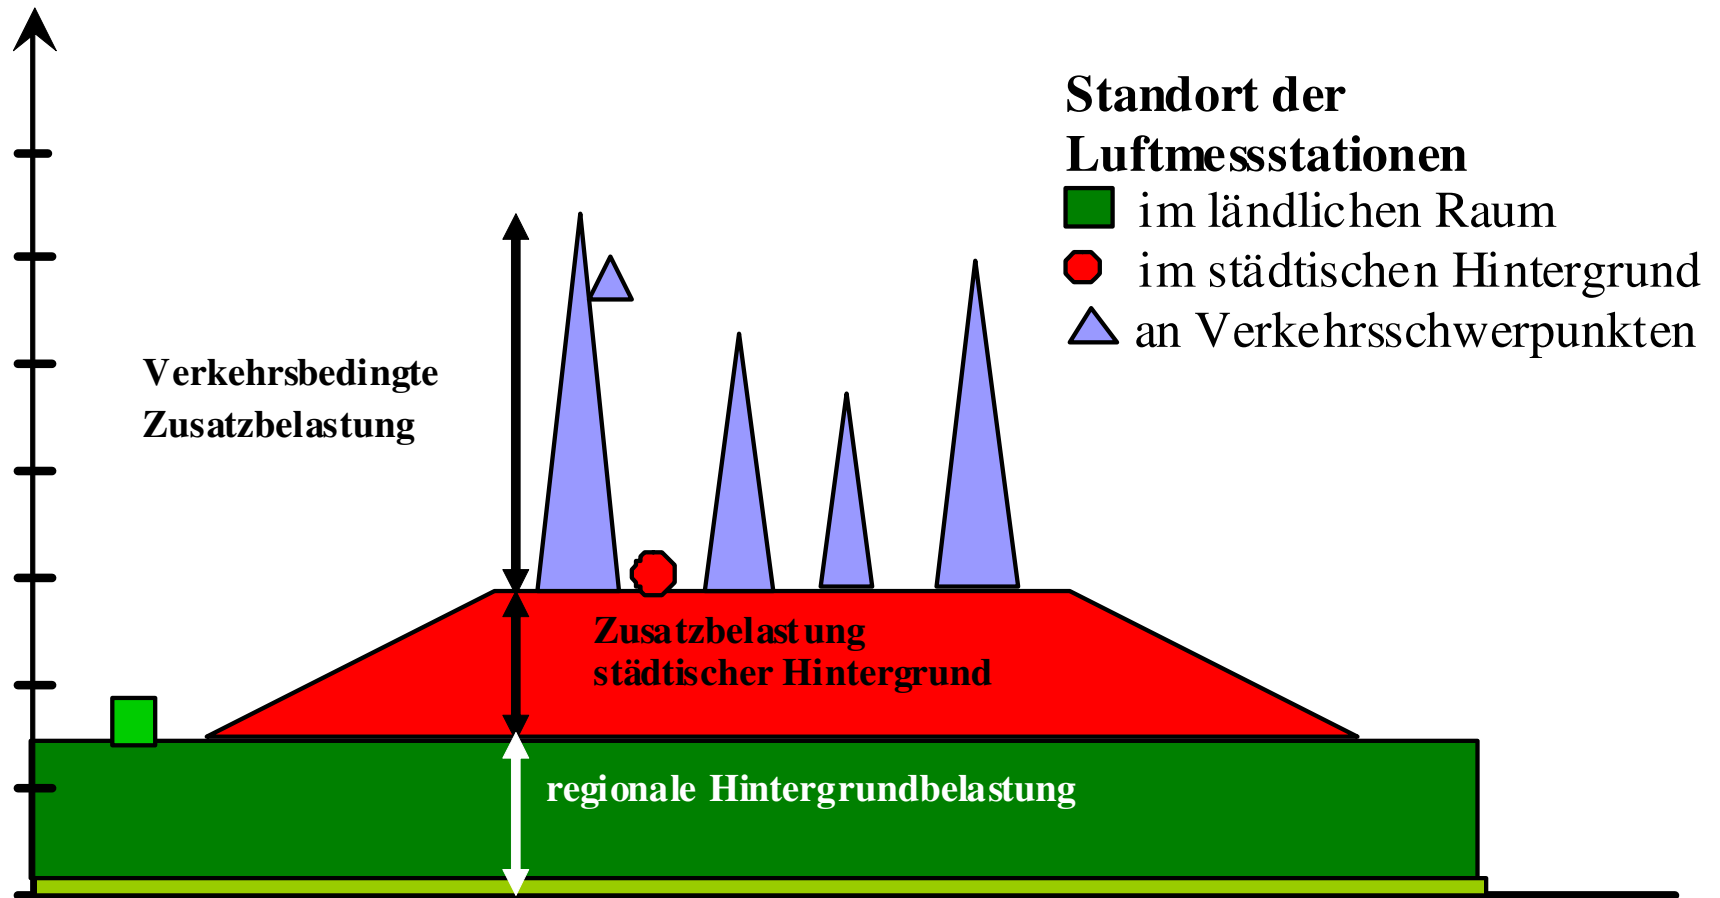 Standort der
Luftmessstationen
im ländlichen Raum
im städtischen Hintergrund
an Verkehrsschwerpunkten
Verkehrsbedingte
Zusatzbelastung
Zusatzbelastung
städtischer Hintergrund
regionale Hintergrundbelastung